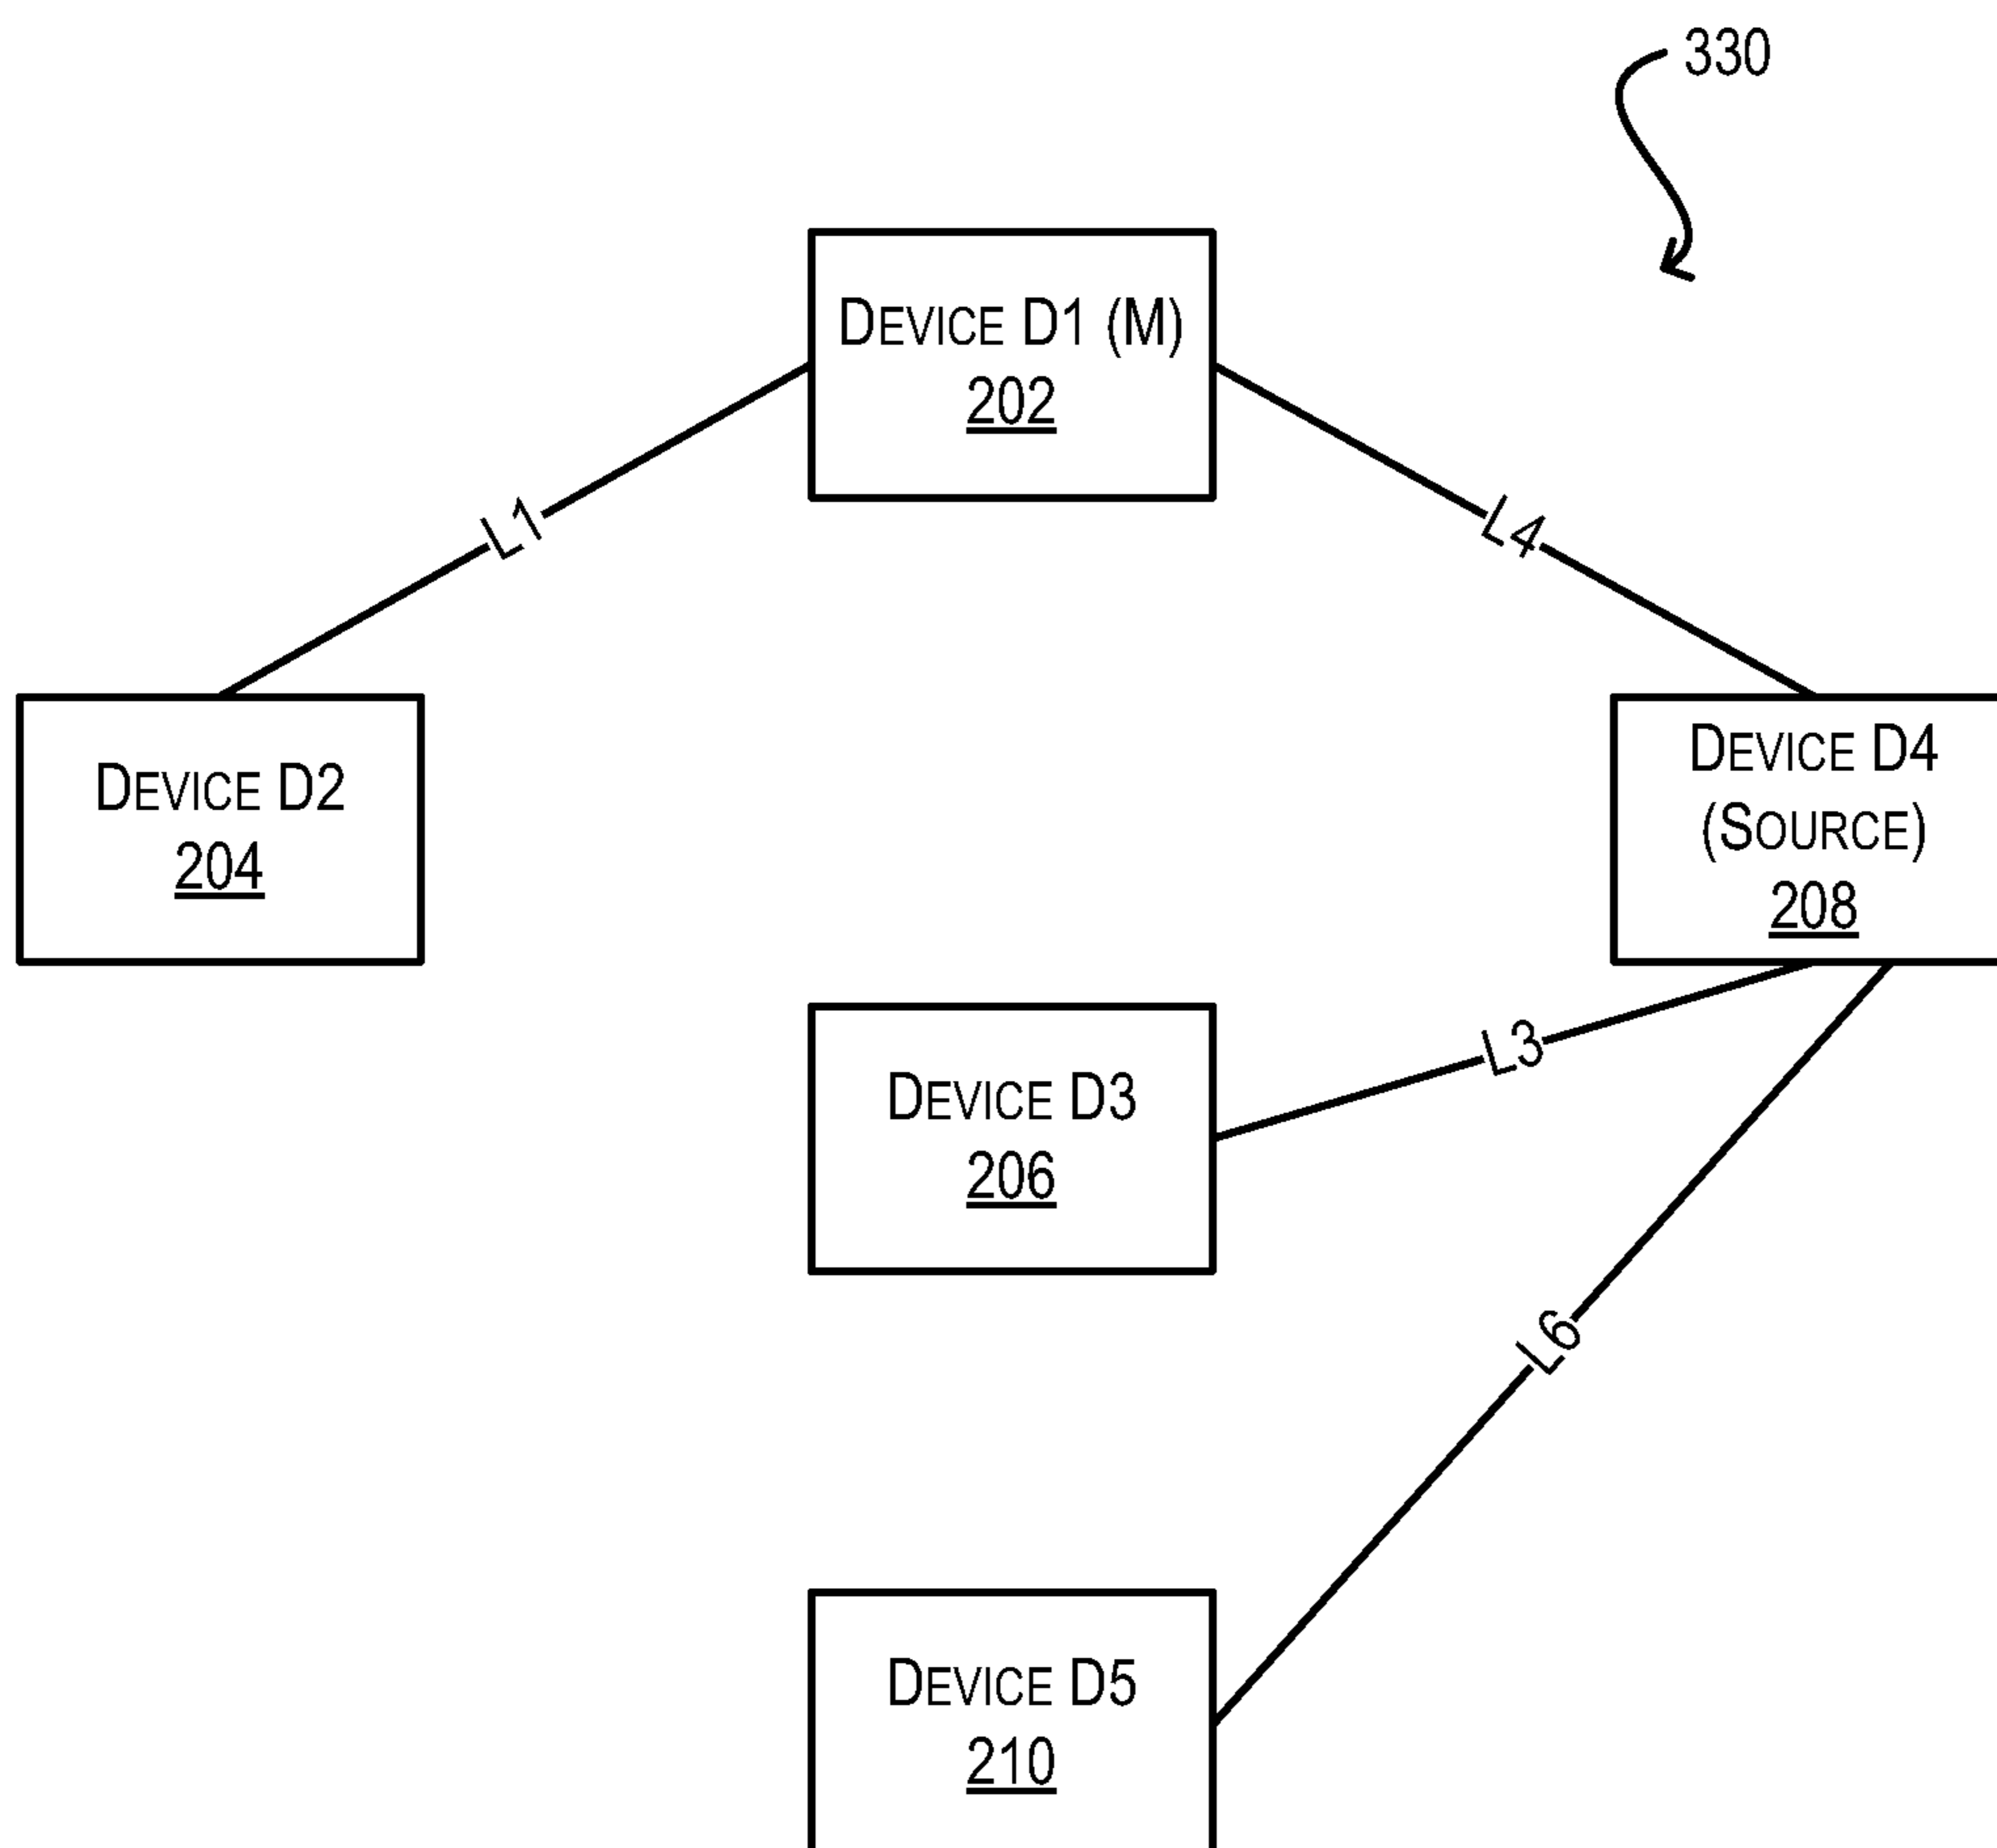 330
DEVICE D1 (M)
202
L1
L4
DEVICE D2
204
DEVICE D4
(SOURCE)
208
DEVICE D3
206
L3
L6
DEVICE D5
210